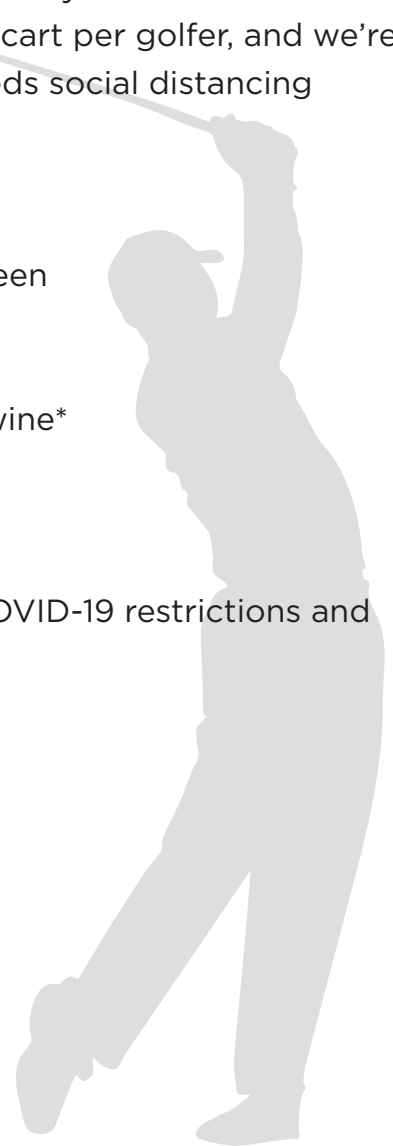 cart per golfer, and we're
ds social distancing
een
wine*
OVID-19 restrictions and